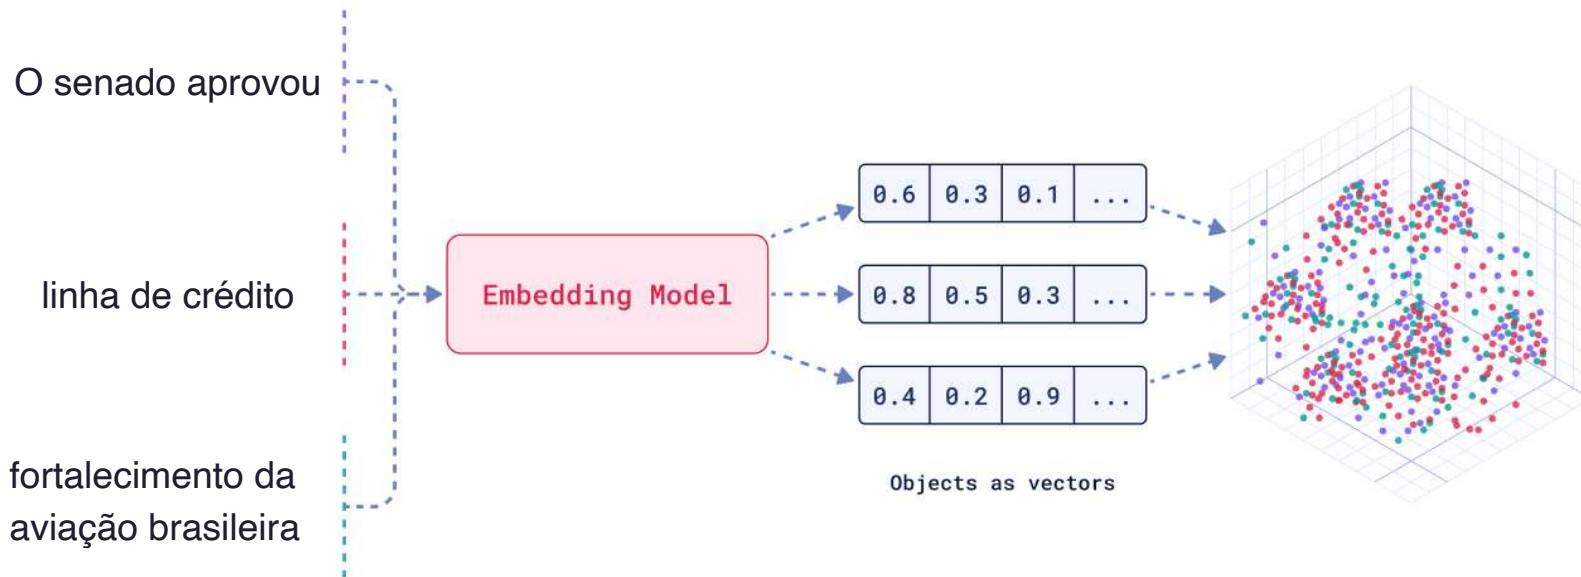 O senado aprovou
linha de crédito
fortalecimento da
aviação brasileira
Embedding Model
0.6 0.3 0.1 ...
0.8 0.5 0.3 ...
0.4 0.2 0.9 ...
Objects as vectors